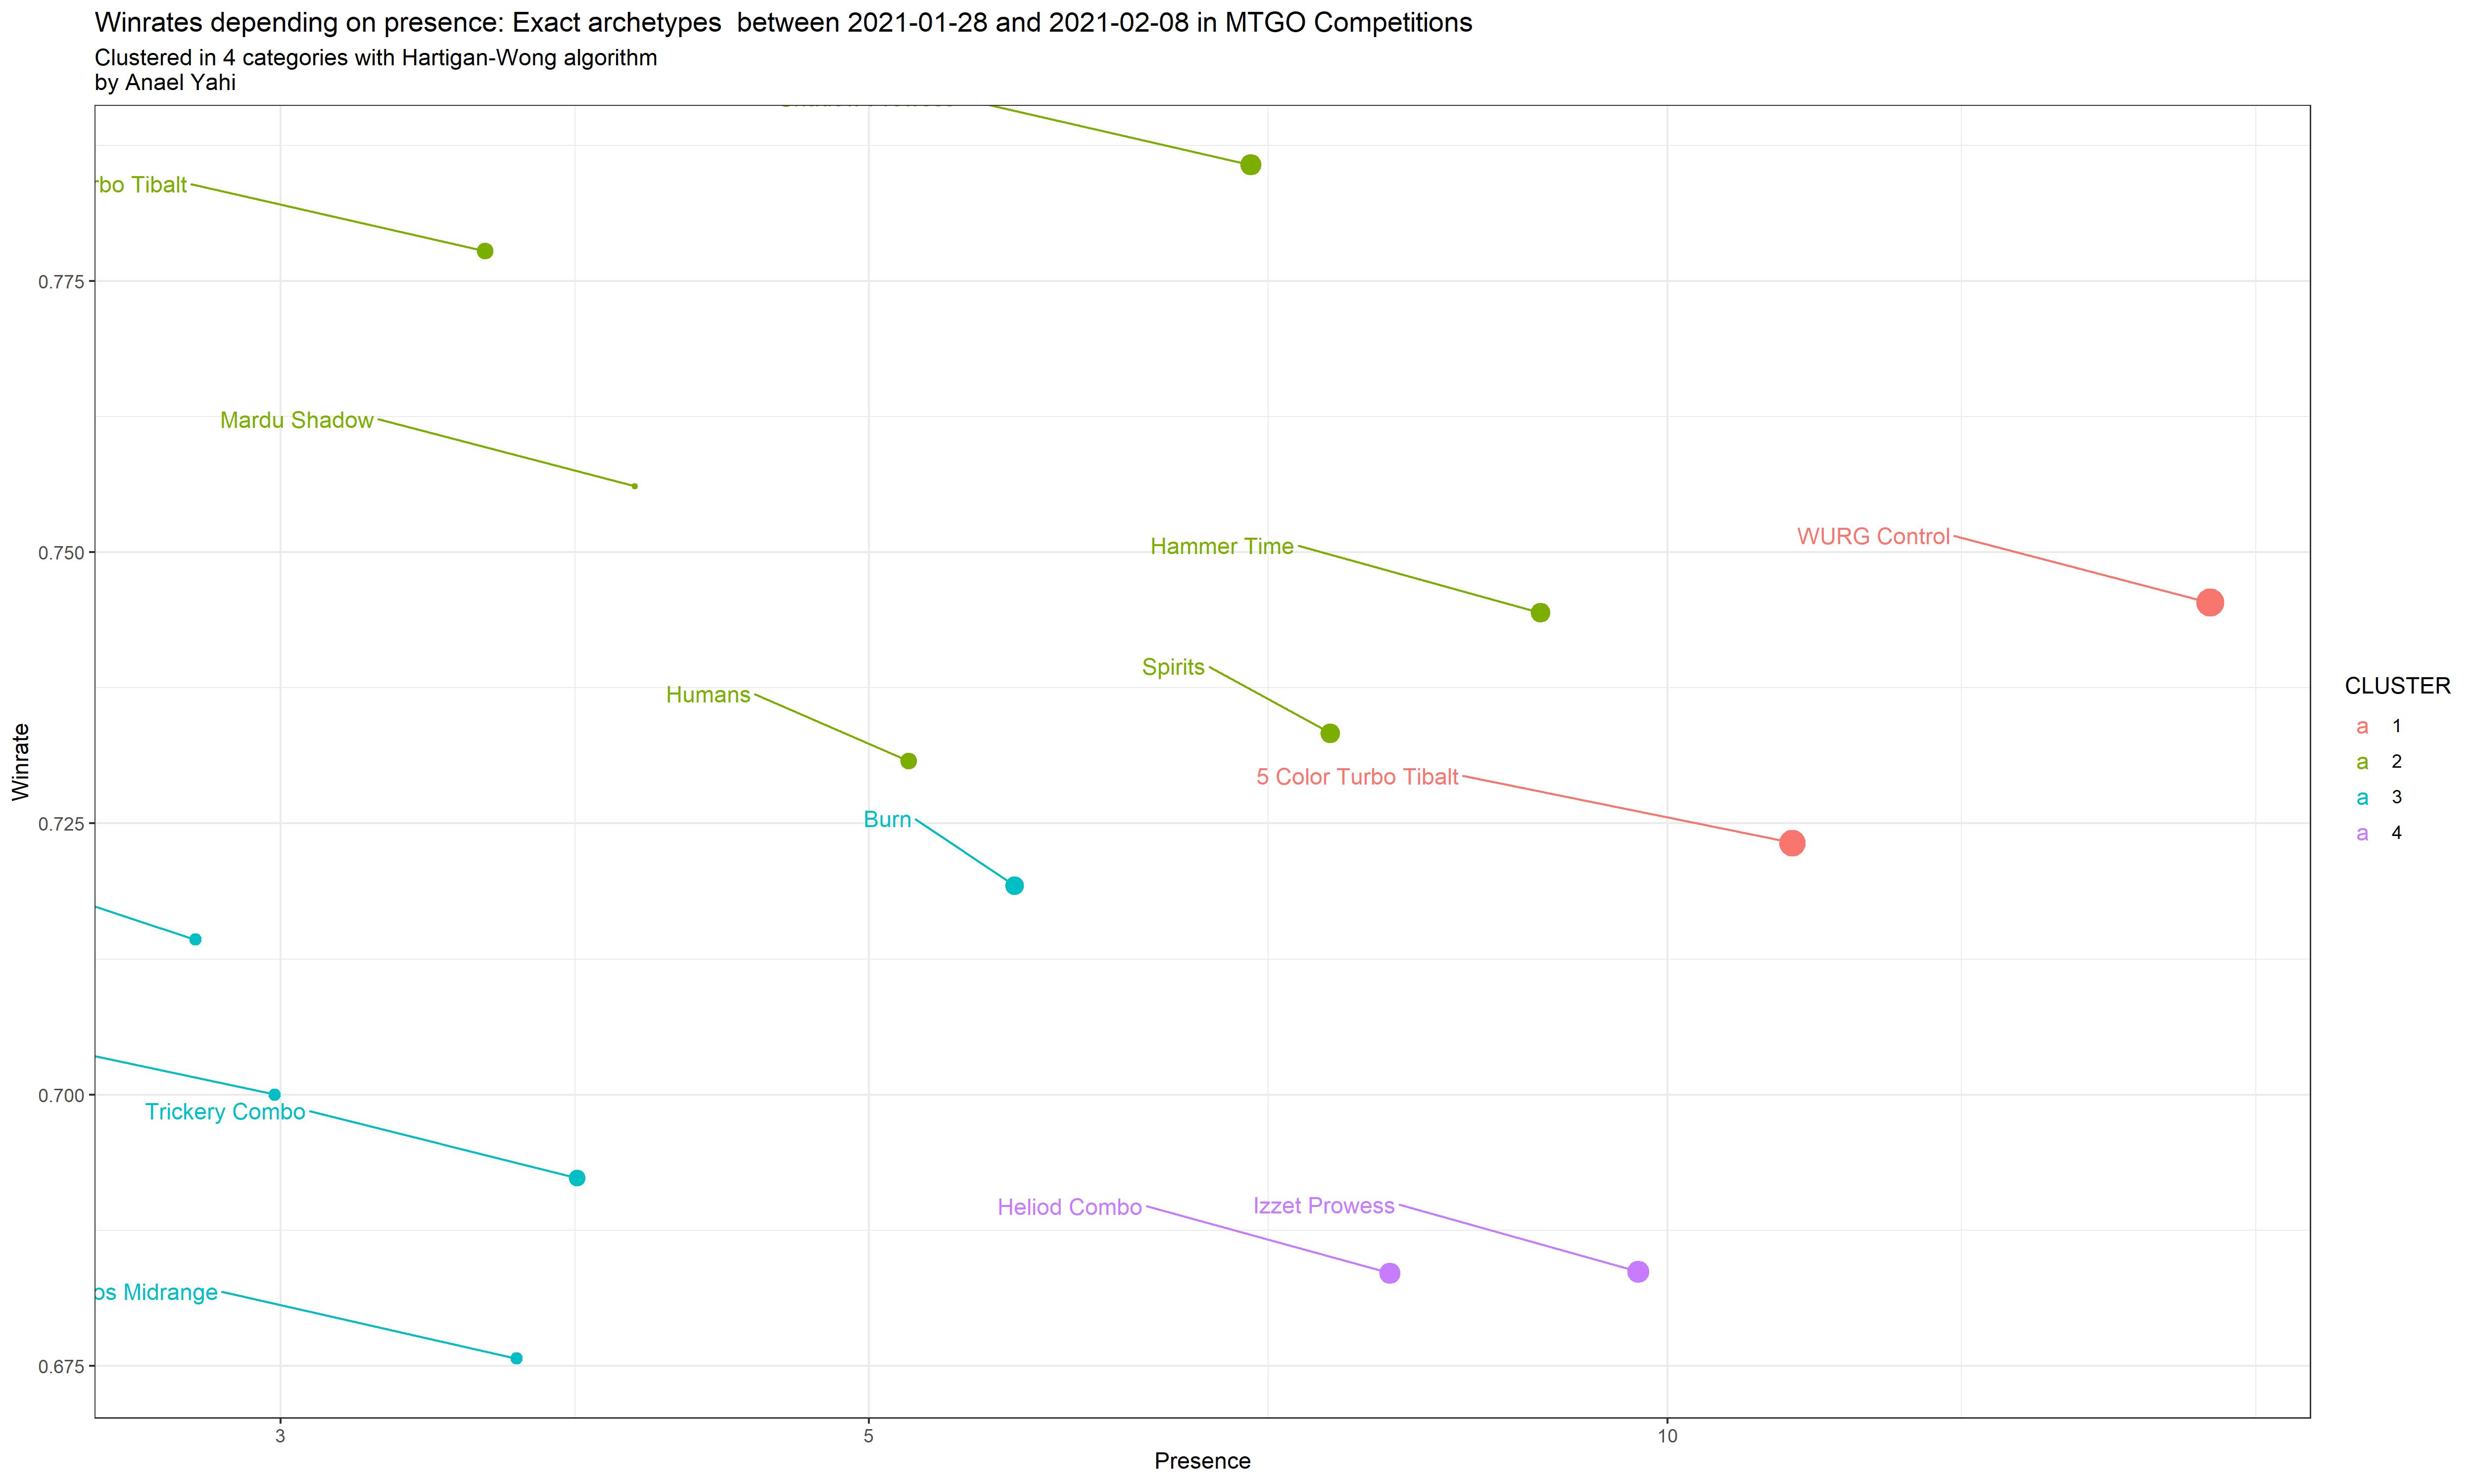 Winrates depending on presence: Exact archetypes  between 2021-01-28 and 2021-02-08 in MTGO Competitions
Clustered in 4 categories with Hartigan-Wong algorithm
by Anael Yahi
rbo Tibalt
0.775
Mardu Shadow
WURG Control
Hammer Time
0.750
Spirits
Humans
5 Color Turbo Tibalt
Burn
0.725
0.700
Trickery Combo
Heliod Combo
Izzet Prowess
os Midrange
0.675
3
5
10
Winrate
Presence
CLUSTER
a 1
a 2
a 3
a 4